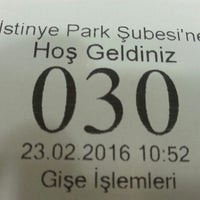 İstinye Park Şubesi'ne
Hoş Geldiniz
030
23.02.2016 10:52
Gişe İşlemleri